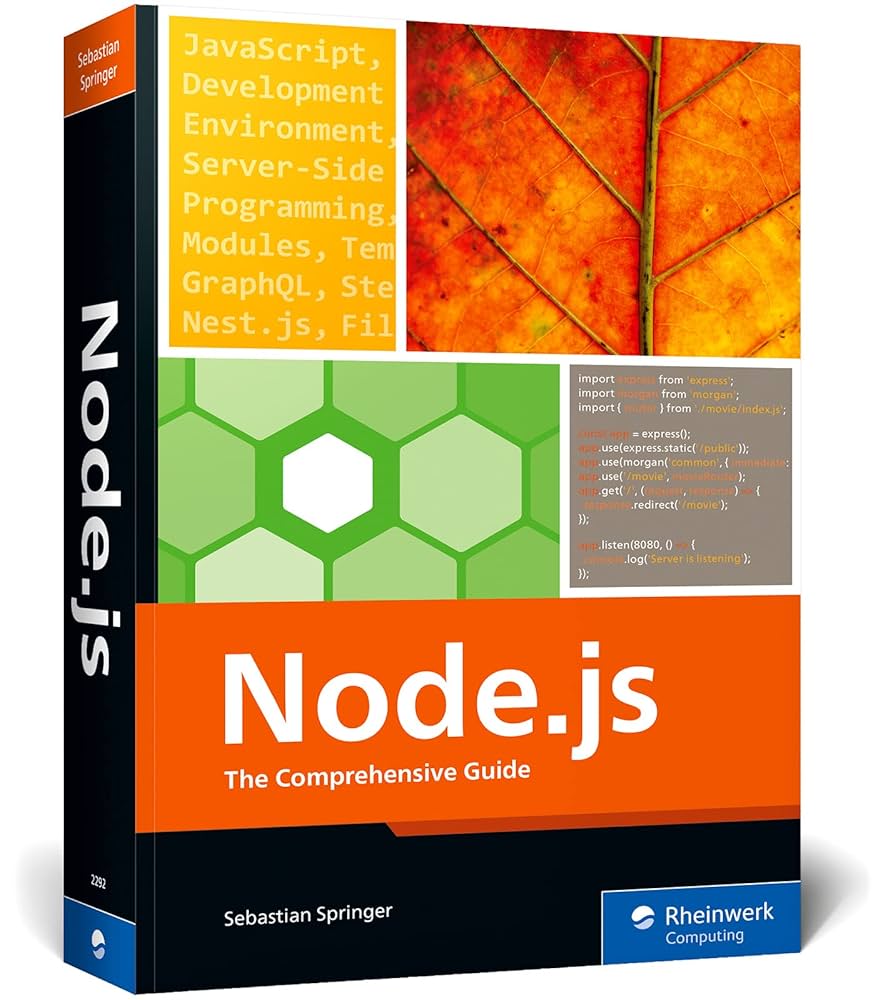 Sebastian
Springer
Node.js
2292
JavaScript,
Development
Environment,
Server-Side
Programming,
Modules, Tem
GraphQL, Ste
Nest.js, Fil
import express from 'express';
import morgan from 'morgan';
import { router } from './movie/index.js';
const app = express();
app.use(express.static('/public'));
app.use(morgan('common', { immediate:
app.use('/movie', movieRouter);
app.get('/', (request, response) => {
response.redirect('/movie');
});
app.listen(8080, () => {
console.log('Server is listening');
});
Node.js
The Comprehensive Guide
Sebastian Springer
Rheinwerk
Computing